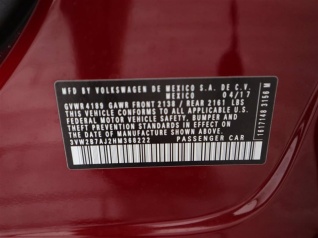 MFD BY VOLKSWAGEN DE MEXICO S.A. DE C.V.
MEXICO 04/17
GVWR 4189 GAWR FRONT 2138 / REAR 2161 LBS
THIS VEHICLE CONFORMS TO ALL APPLICABLE U.S.
FEDERAL MOTOR VEHICLE SAFETY, BUMPER
AND THEFT PREVENTION STANDARDS IN EFFECT ON
THE DATE OF MANUFACTURE SHOWN ABOVE
3VW2B7AJ2HM368222 PASSENGER CAR